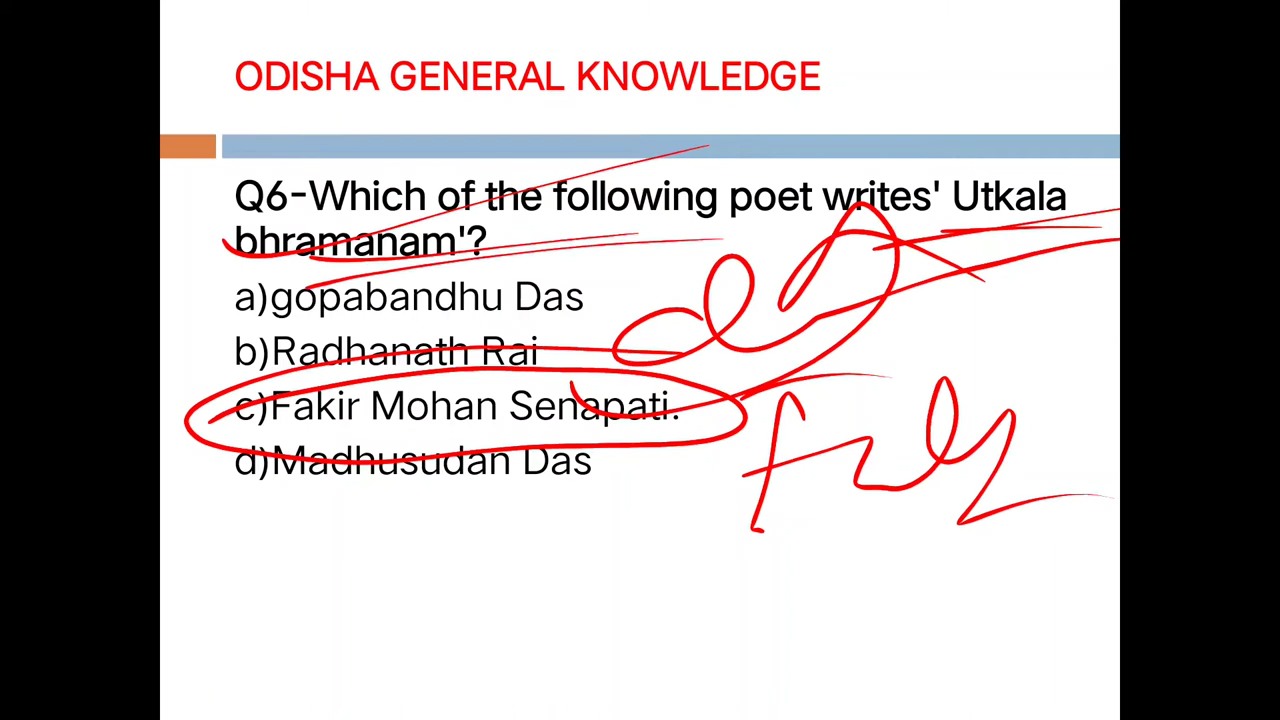 ODISHA GENERAL KNOWLEDGE
Q6-Which of the following poet writes' Utkala
bhramanam'?
a)gopabandhu Das
b)Radhanath Rai
c)Fakir Mohan Senapati.
d)Madhusudan Das